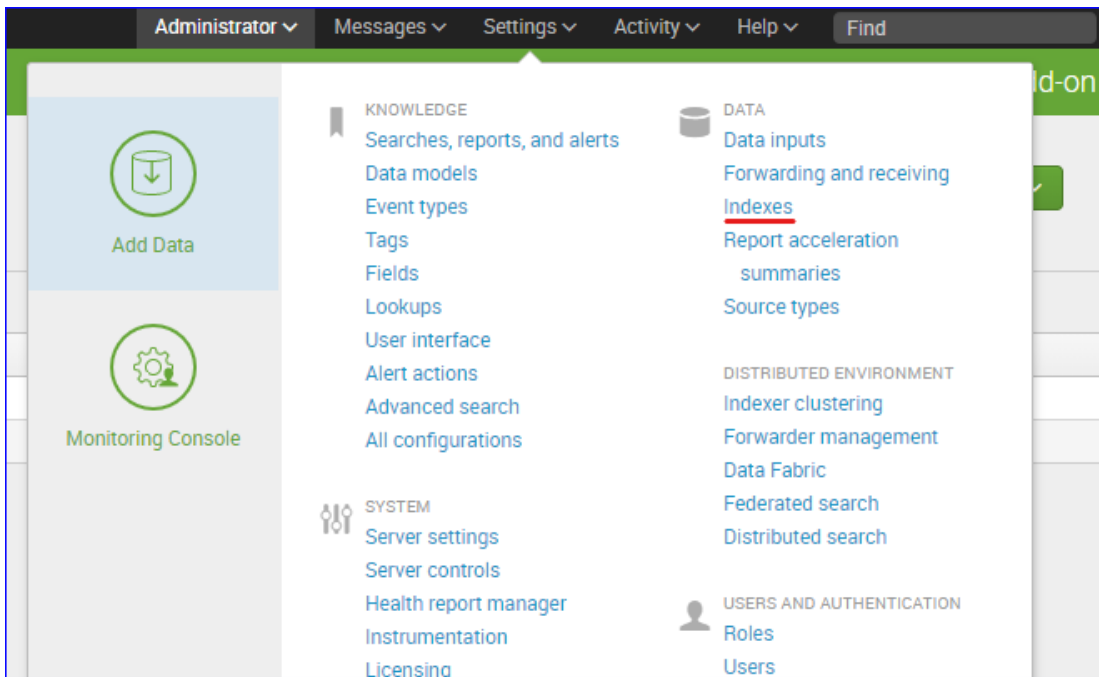 Administrator Messages Settings Activity Help Find
ld-on
Add Data
Monitoring Console
KNOWLEDGE
Searches, reports, and alerts
Data models
Event types
Tags
Fields
Lookups
User interface
Alert actions
Advanced search
All configurations
SYSTEM
Server settings
Server controls
Health report manager
Instrumentation
Licensing
DATA
Data inputs
Forwarding and receiving
Indexes
Report acceleration
summaries
Source types
DISTRIBUTED ENVIRONMENT
Indexer clustering
Forwarder management
Data Fabric
Federated search
Distributed search
USERS AND AUTHENTICATION
Roles
Users